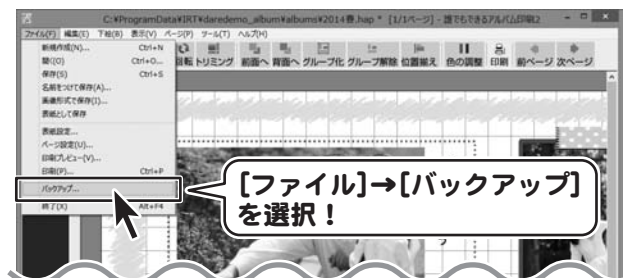 C:¥ProgramData¥IRT¥daredemo_album¥albums¥2014春.hap * [1/1ページ] - 誰でもできるアルバム印刷2
ファイル(F) 編集(E) 下絵(B) 表示(V) ページ(P) ツール(T) ヘルプ(H)
回転 トリミング 前面へ 背面へ グループ化 グループ解除 位置揃え 色の調整 印刷 前ページ 次ページ
新規作成(N)... Ctrl+N
開く(O) Ctrl+O...
保存(S) Ctrl+S
名前をつけて保存(A)...
画像形式で保存(I)...
表紙として保存
表紙設定...
ページ設定(U)...
印刷プレビュー(V)...
印刷(P)... Ctrl+P
バックアップ...
終了(X) Alt+F4
[ファイル]→[バックアップ]
を選択！